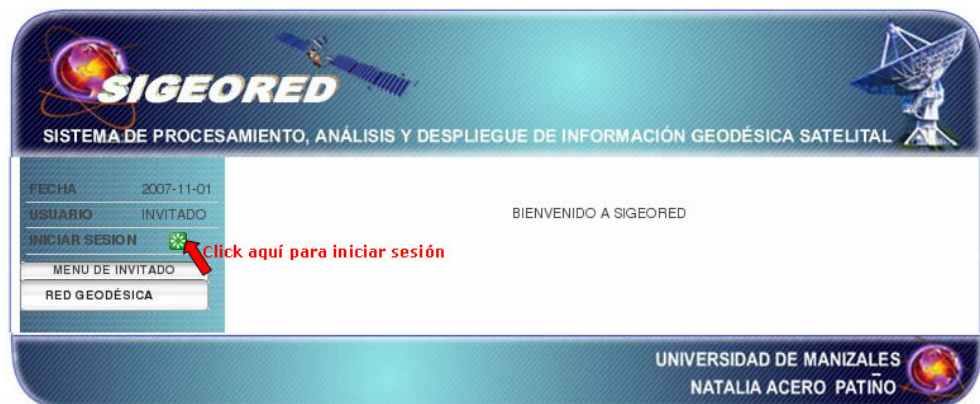 SIGEORED
SISTEMA DE PROCESAMIENTO, ANÁLISIS Y DESPLIEGUE DE INFORMACIÓN GEODÉSICA SATELITAL
FECHA 2007-11-01
USUARIO INVITADO
INICIAR SESION
Click aquí para iniciar sesión
MENU DE INVITADO
RED GEODÉSICA
BIENVENIDO A SIGEORED
UNIVERSIDAD DE MANIZALES
NATALIA ACERO PATIÑO